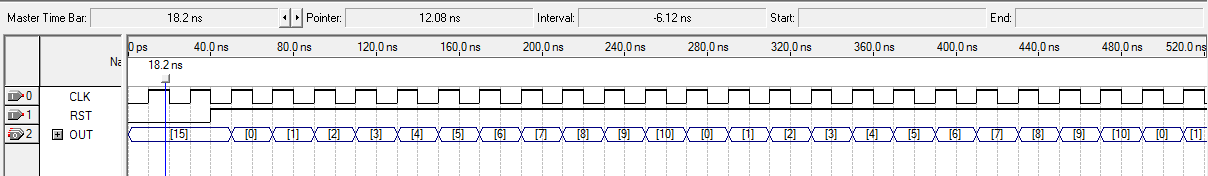 Master Time Bar: 18.2 ns Pointer: 12.08 ns Interval: -6.12 ns Start: End:
Na 0 ps 40.0 ns 80.0 ns 120.0 ns 160.0 ns 200.0 ns 240.0 ns 280.0 ns 320.0 ns 360.0 ns 400.0 ns 440.0 ns 480.0 ns 520.0 ns
18.2 ns
0 CLK
1 RST
2 OUT [15] [0] [1] [2] [3] [4] [5] [6] [7] [8] [9] [10] [0] [1] [2] [3] [4] [5] [6] [7] [8] [9] [10] [0] [1]